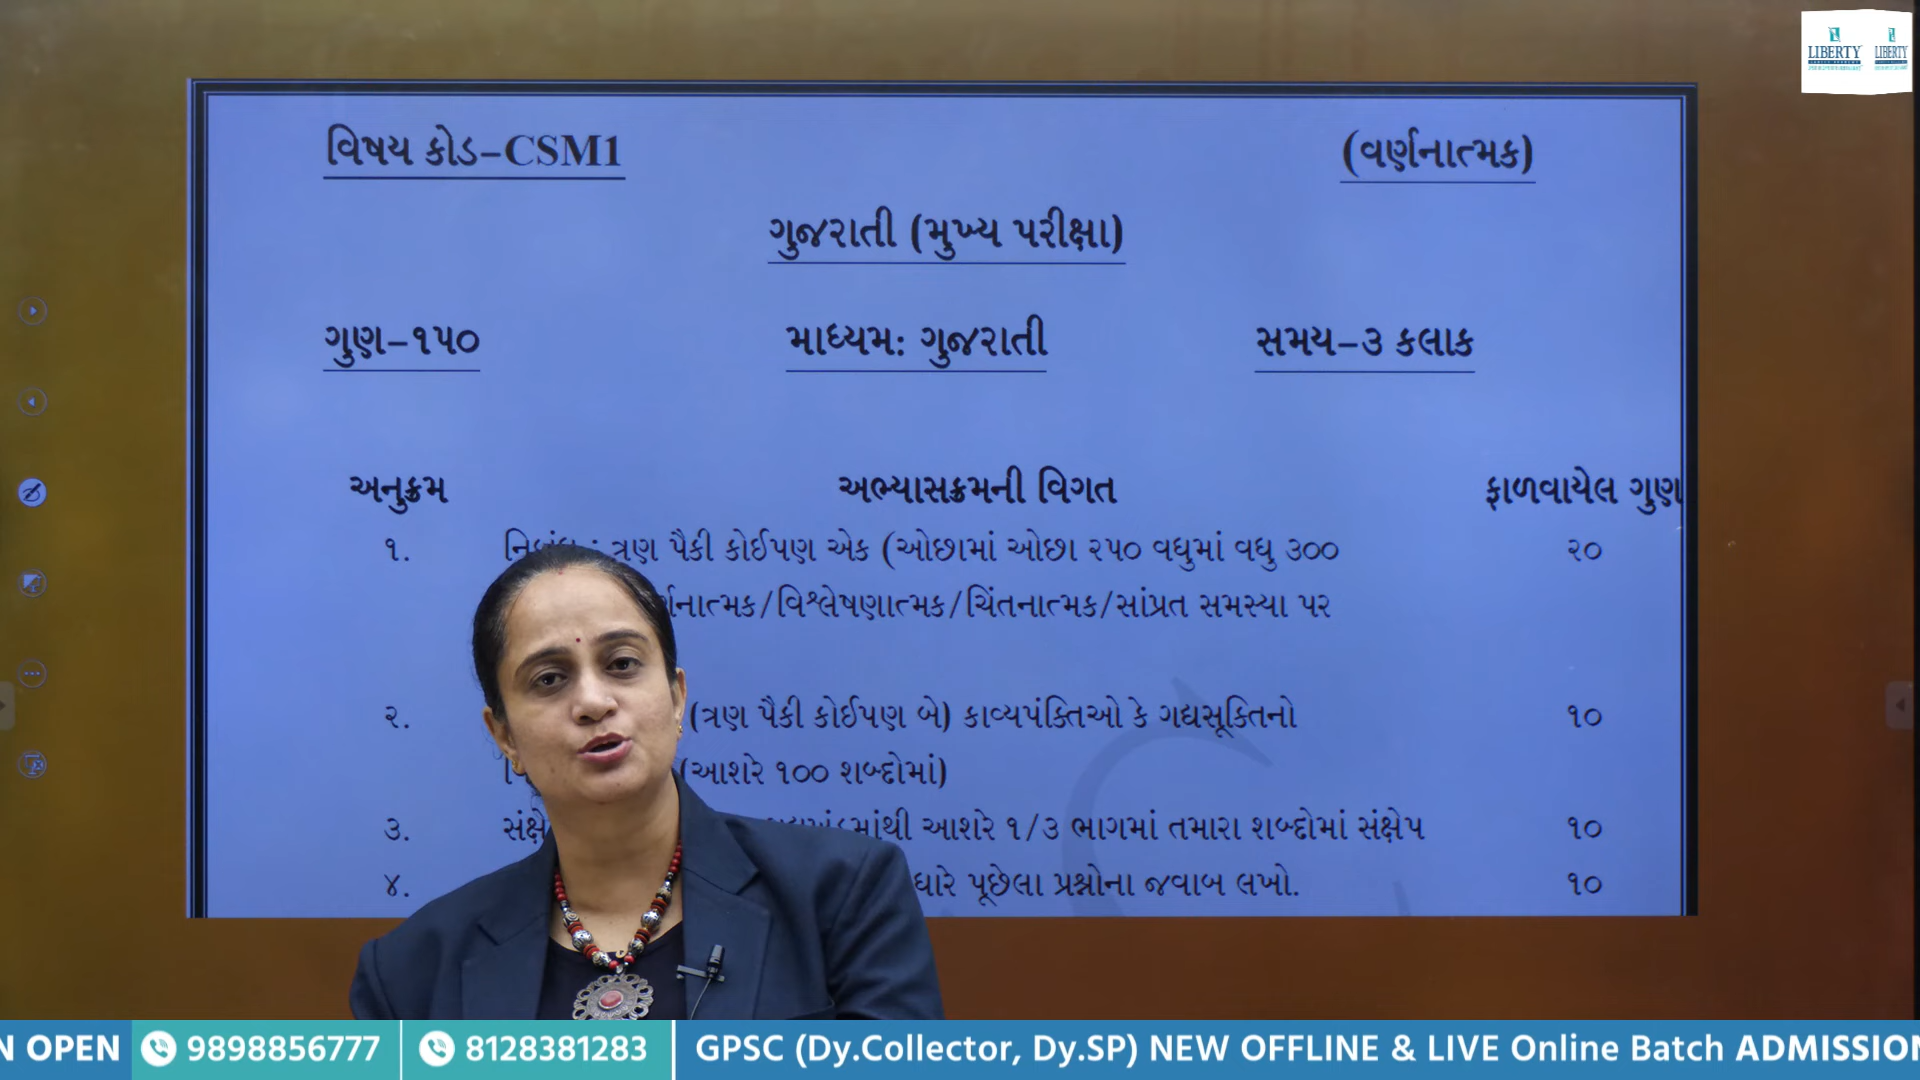 LIBERTY LIBERTY
વિષય કોડ–CSM1 (વર્ણનાત્મક)
ગુજરાતી (મુખ્ય પરીક્ષા)
ગુણ–૧૫૦ માધ્યમ: ગુજરાતી સમય–૩ કલાક
અનુક્રમ અભ્યાસક્રમની વિગત ફાળવાયેલ ગુણ
૧. : ત્રણ પૈકી કોઈપણ એક (ઓછામાં ઓછા ૨૫૦ વધુમાં વધુ ૩૦૦ ૨૦
/વિશ્લેષણાત્મક/ચિંતનાત્મક/સાંપ્રત સમસ્યા પર
૨. (ત્રણ પૈકી કોઈપણ બે) કાવ્યપંક્તિઓ કે ગદ્યસૂક્તિનો ૧૦
(આશરે ૧૦૦ શબ્દોમાં)
૩. આશરે ૧/૩ ભાગમાં તમારા શબ્દોમાં સંક્ષેપ ૧૦
૪. પૂછેલા પ્રશ્નોના જવાબ લખો. ૧૦
N OPEN 9898856777 8128381283 GPSC (Dy.Collector, Dy.SP) NEW OFFLINE & LIVE Online Batch ADMISSION